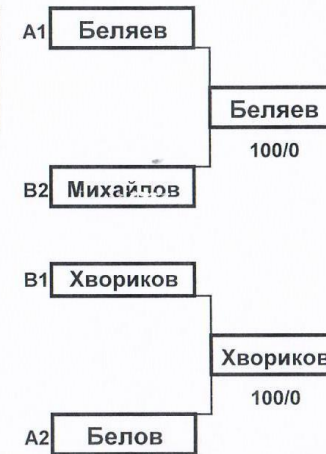 A1 Беляев
Беляев
100/0
B2 Михайлов
B1 Хвориков
Хвориков
100/0
A2 Белов